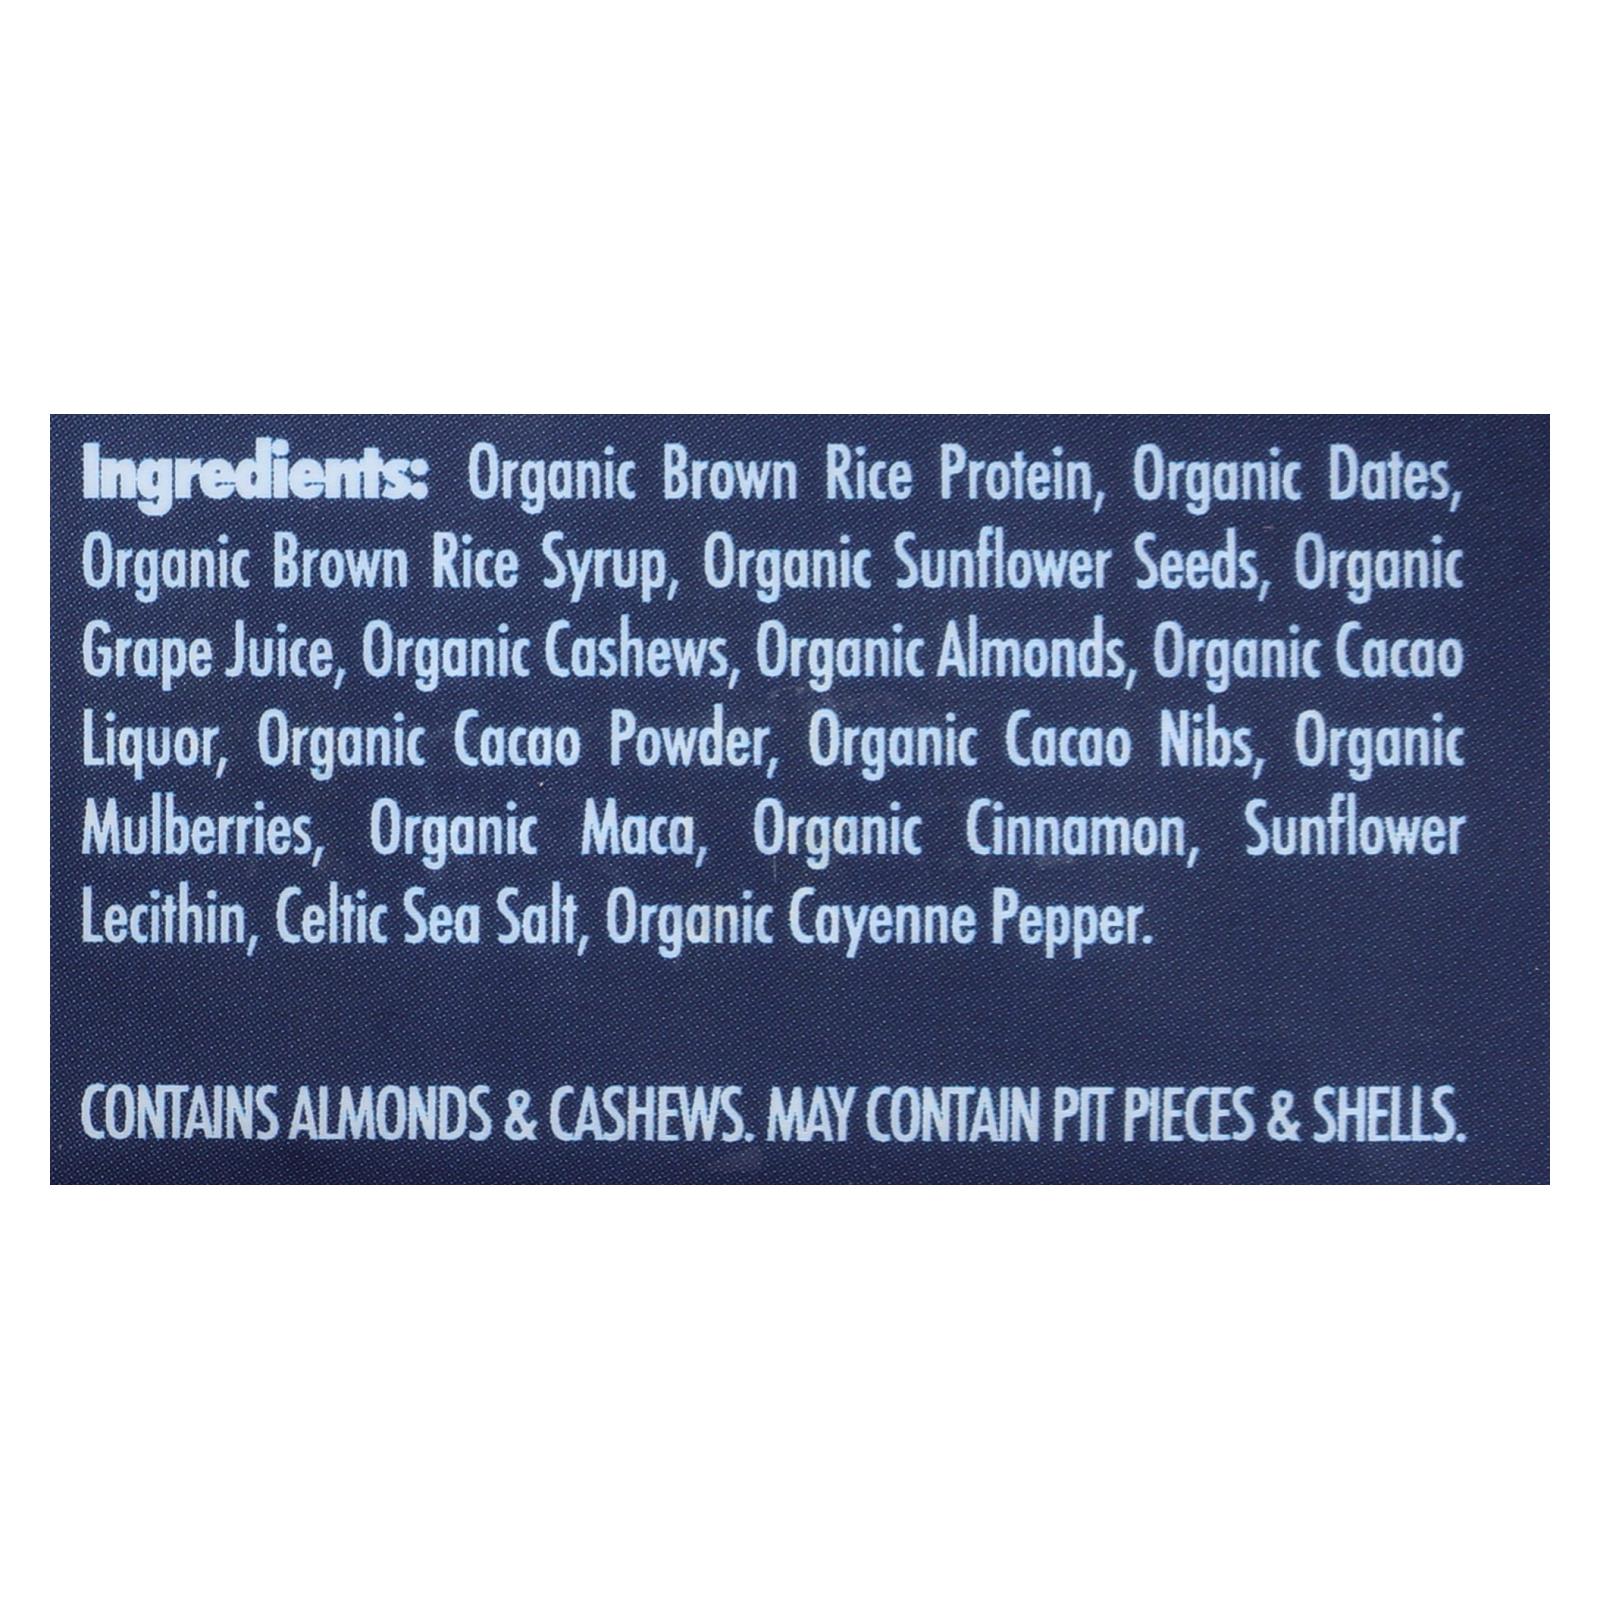 Ingredients: Organic Brown Rice Protein, Organic Dates,
Organic Brown Rice Syrup, Organic Sunflower Seeds, Organic
Grape Juice, Organic Cashews, Organic Almonds, Organic Cacao
Liquor, Organic Cacao Powder, Organic Cacao Nibs, Organic
Mulberries, Organic Maca, Organic Cinnamon, Sunflower
Lecithin, Celtic Sea Salt, Organic Cayenne Pepper.
CONTAINS ALMONDS & CASHEWS. MAY CONTAIN PIT PIECES & SHELLS.